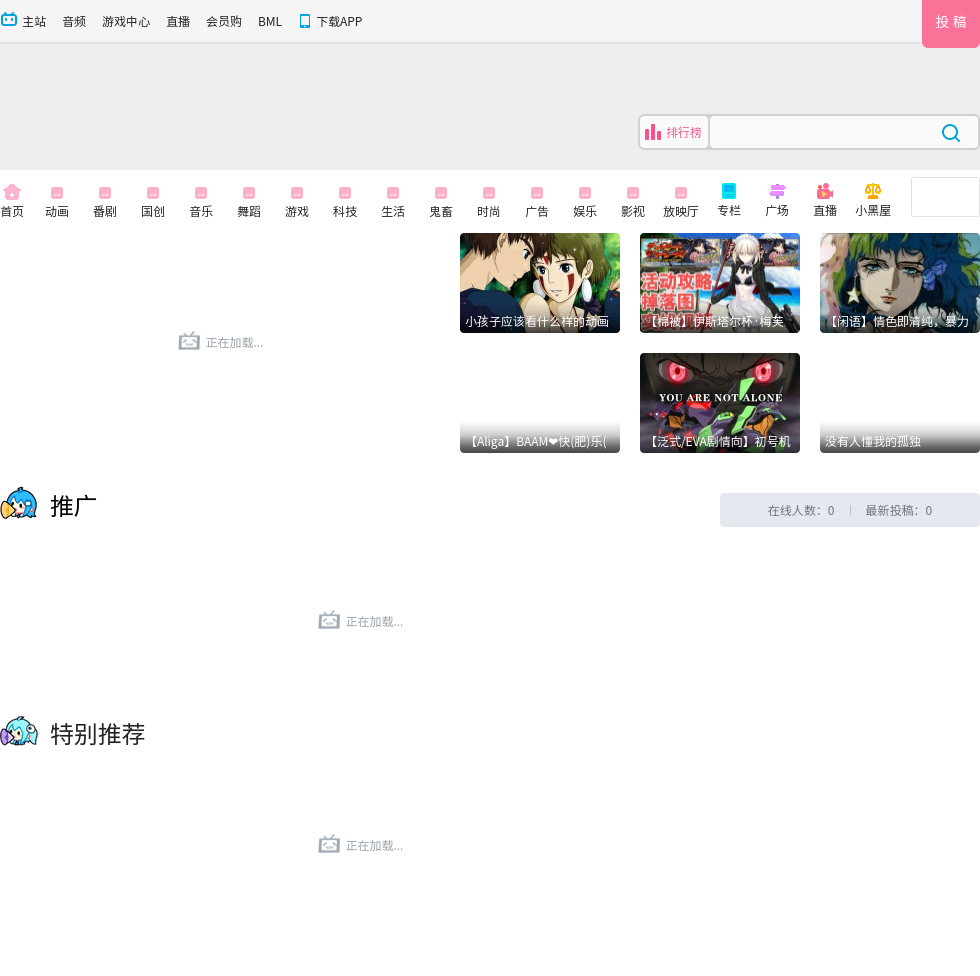 主站 音频 游戏中心 直播 会员购 BML 下载APP 投 稿
排行榜
首页 动画 番剧 国创 音乐 舞蹈 游戏 科技 生活 鬼畜 时尚 广告 娱乐 影视 放映厅 专栏 广场 直播 小黑屋
正在加载...
活动攻略
掉落图
小孩子应该看什么样的动画
【棉被】伊斯塔尔杯·梅芙
【闲语】情色即清纯，暴力
YOU ARE NOT ALONE
【Aliga】BAAM❤快(肥)乐(
【泛式/EVA剧情向】初号机
没有人懂我的孤独
推广
在线人数：0 最新投稿：0
正在加载...
特别推荐
正在加载...